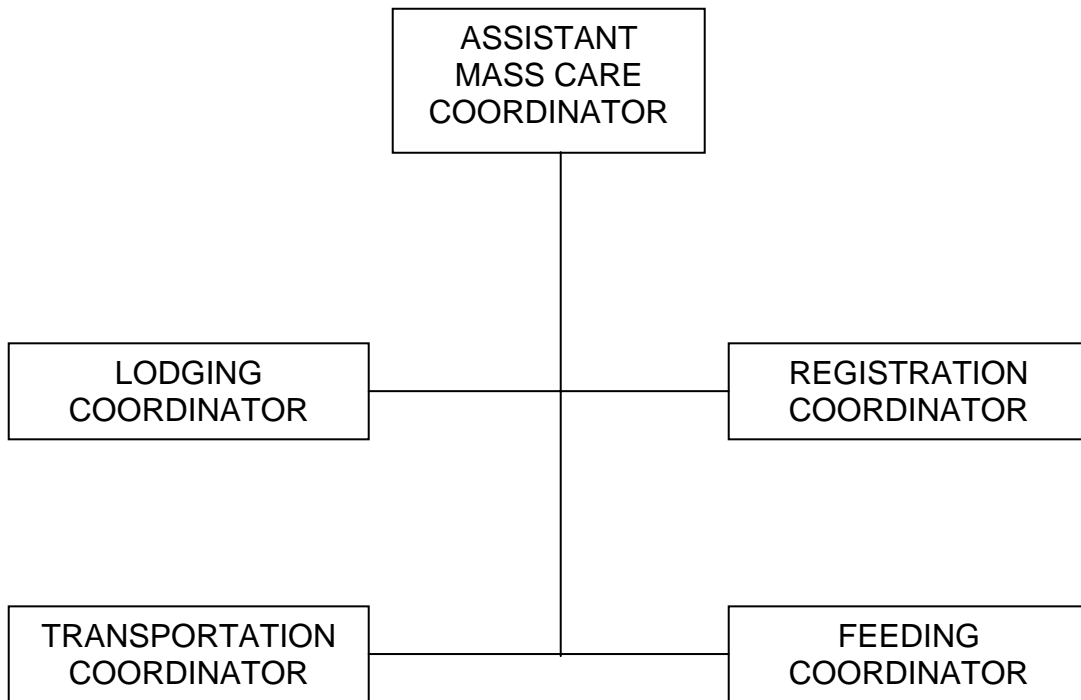 ASSISTANT
MASS CARE
COORDINATOR
LODGING
COORDINATOR
REGISTRATION
COORDINATOR
TRANSPORTATION
COORDINATOR
FEEDING
COORDINATOR